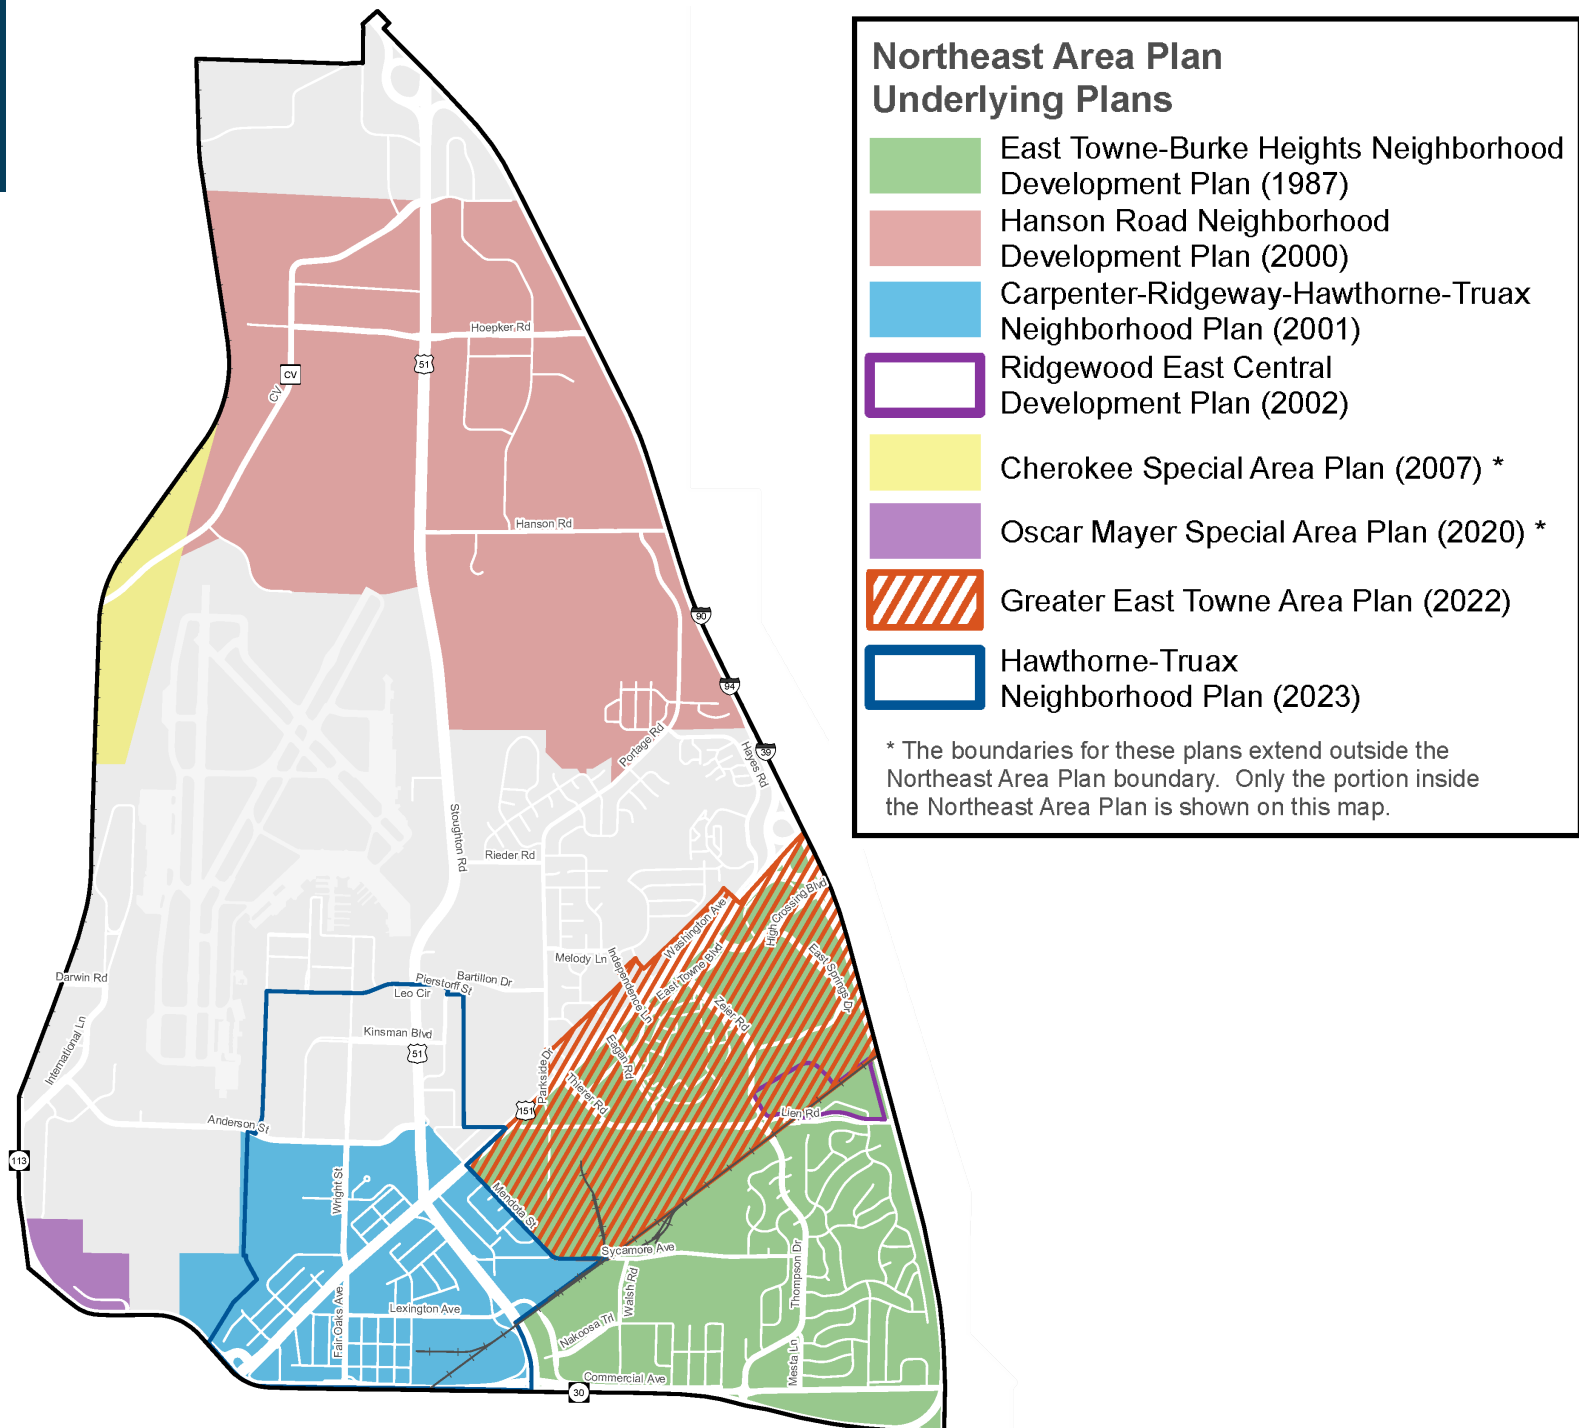 Northeast Area Plan
Underlying Plans
East Towne-Burke Heights Neighborhood
Development Plan (1987)
Hanson Road Neighborhood
Development Plan (2000)
Carpenter-Ridgeway-Hawthorne-Truax
Neighborhood Plan (2001)
Ridgewood East Central
Development Plan (2002)
Cherokee Special Area Plan (2007) *
Oscar Mayer Special Area Plan (2020) *
Greater East Towne Area Plan (2022)
Hawthorne-Truax
Neighborhood Plan (2023)
* The boundaries for these plans extend outside the
Northeast Area Plan boundary. Only the portion inside
the Northeast Area Plan is shown on this map.
Hoepker Rd
51
CV
CV
Hanson Rd
90
94
Portage Rd
Hayes Rd
39
Stoughton Rd
Rieder Rd
High Crossing Blvd
Washington Ave
East Towne Blvd
East Springs Dr
Melody Ln
Independence Ln
Darwin Rd
Pierstorff St
Bartillon Dr
Leo Cir
Zeier Rd
International Ln
Kinsman Blvd
51
Eagan Rd
Parkside Dr
Thierer Rd
151
Lien Rd
Anderson St
113
Wright St
Mendota St
Sycamore Ave
Thompson Dr
Walsh Rd
Fair Oaks Ave
Lexington Ave
Nakoosa Trl
Mesta Ln
Commercial Ave
30